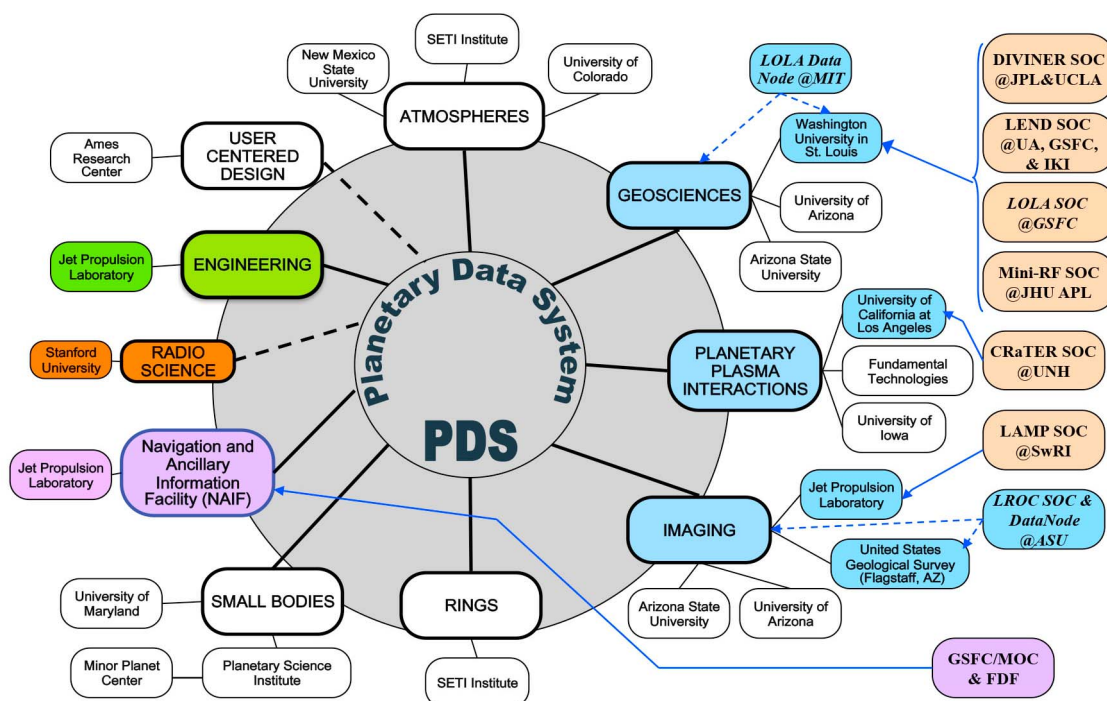 SETI Institute
New Mexico
State
University
University of
Colorado
ATMOSPHERES
LOLA Data
Node @MIT
DIVINER SOC
@JPL&UCLA
Ames
Research
Center
USER
CENTERED
DESIGN
Washington
University in
St. Louis
LEND SOC
@UA, GSFC,
& IKI
GEOSCIENCES
University of
Arizona
LOLA SOC
@GSFC
Arizona State
University
Jet Propulsion
Laboratory
ENGINEERING
Mini-RF SOC
@JHU APL
Planetary Data System
PDS
University of
California at
Los Angeles
Stanford
University
RADIO
SCIENCE
PLANETARY
PLASMA
INTERACTIONS
Fundamental
Technologies
CRaTER SOC
@UNH
University of
Iowa
Jet Propulsion
Laboratory
Navigation and
Ancillary
Information
Facility (NAIF)
LAMP SOC
@SwRI
Jet Propulsion
Laboratory
IMAGING
LROC SOC &
DataNode
@ASU
United States
Geological Survey
(Flagstaff, AZ)
University of
Maryland
SMALL BODIES
RINGS
Arizona State
University
University of
Arizona
Minor Planet
Center
Planetary Science
Institute
SETI Institute
GSFC/MOC
& FDF